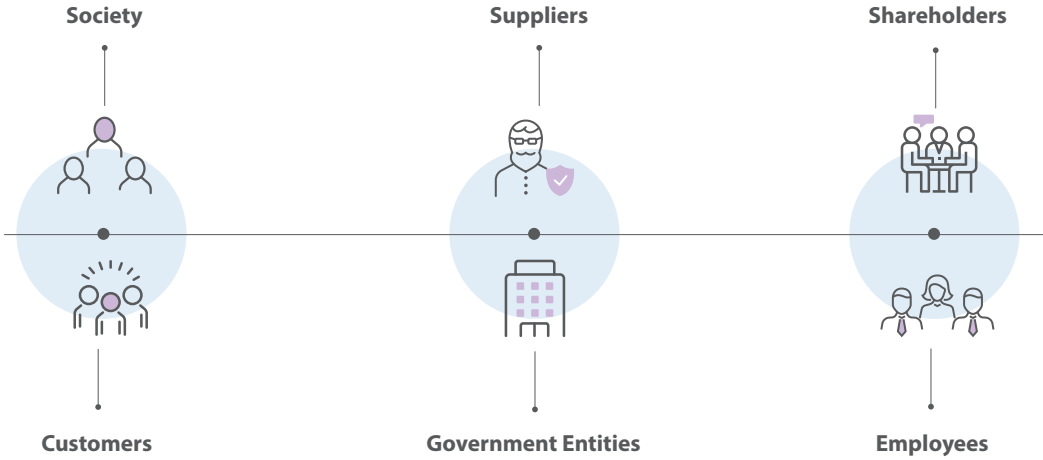 Society
Suppliers
Shareholders
Customers
Government Entities
Employees